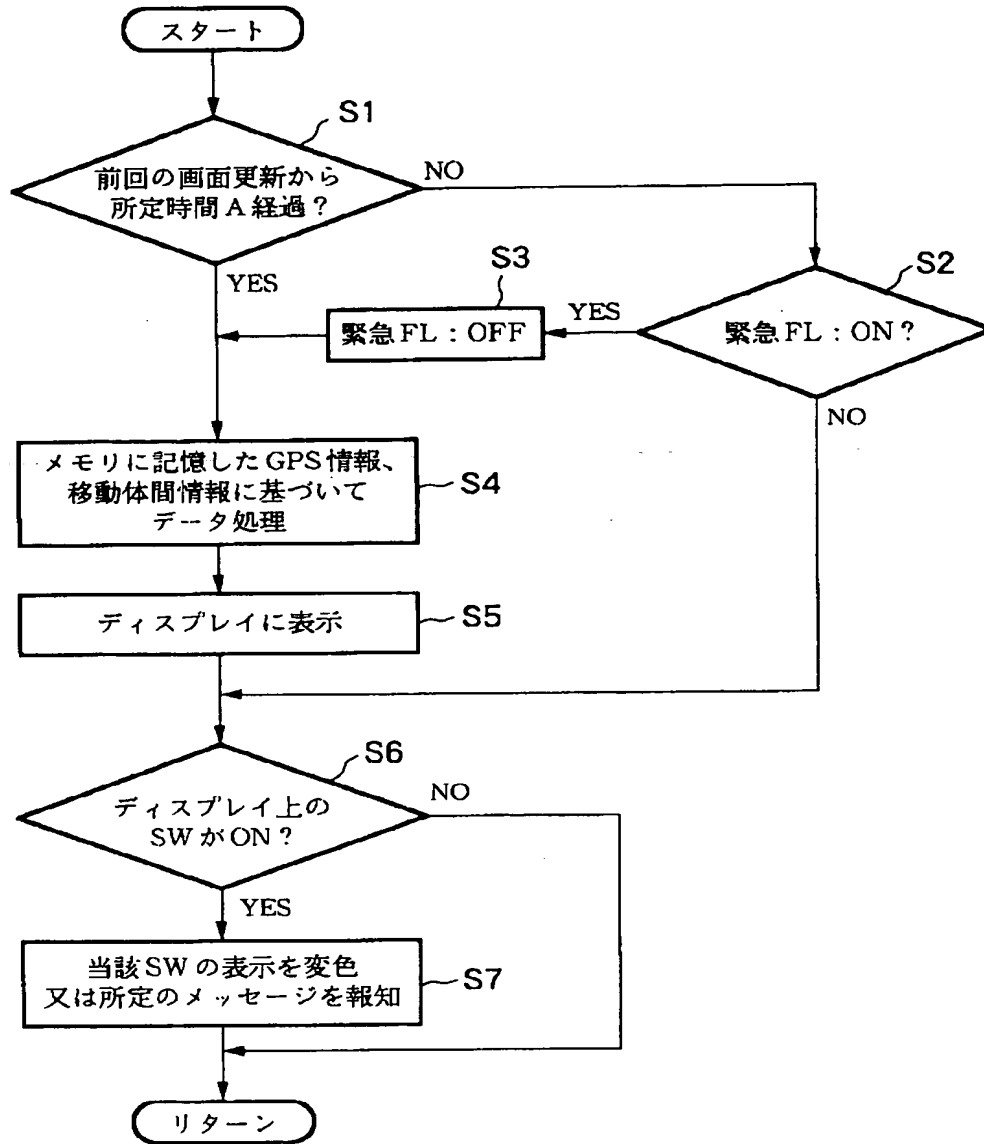 スタート
S1
前回の画面更新から
所定時間A経過?
NO
YES
S2
緊急FL:ON?
YES
NO
S3
緊急FL:OFF
メモリに記憶したGPS情報、
移動体間情報に基づいて
データ処理
S4
ディスプレイに表示
S5
S6
ディスプレイ上の
SWがON?
NO
YES
当該SWの表示を変色
又は所定のメッセージを報知
S7
リターン